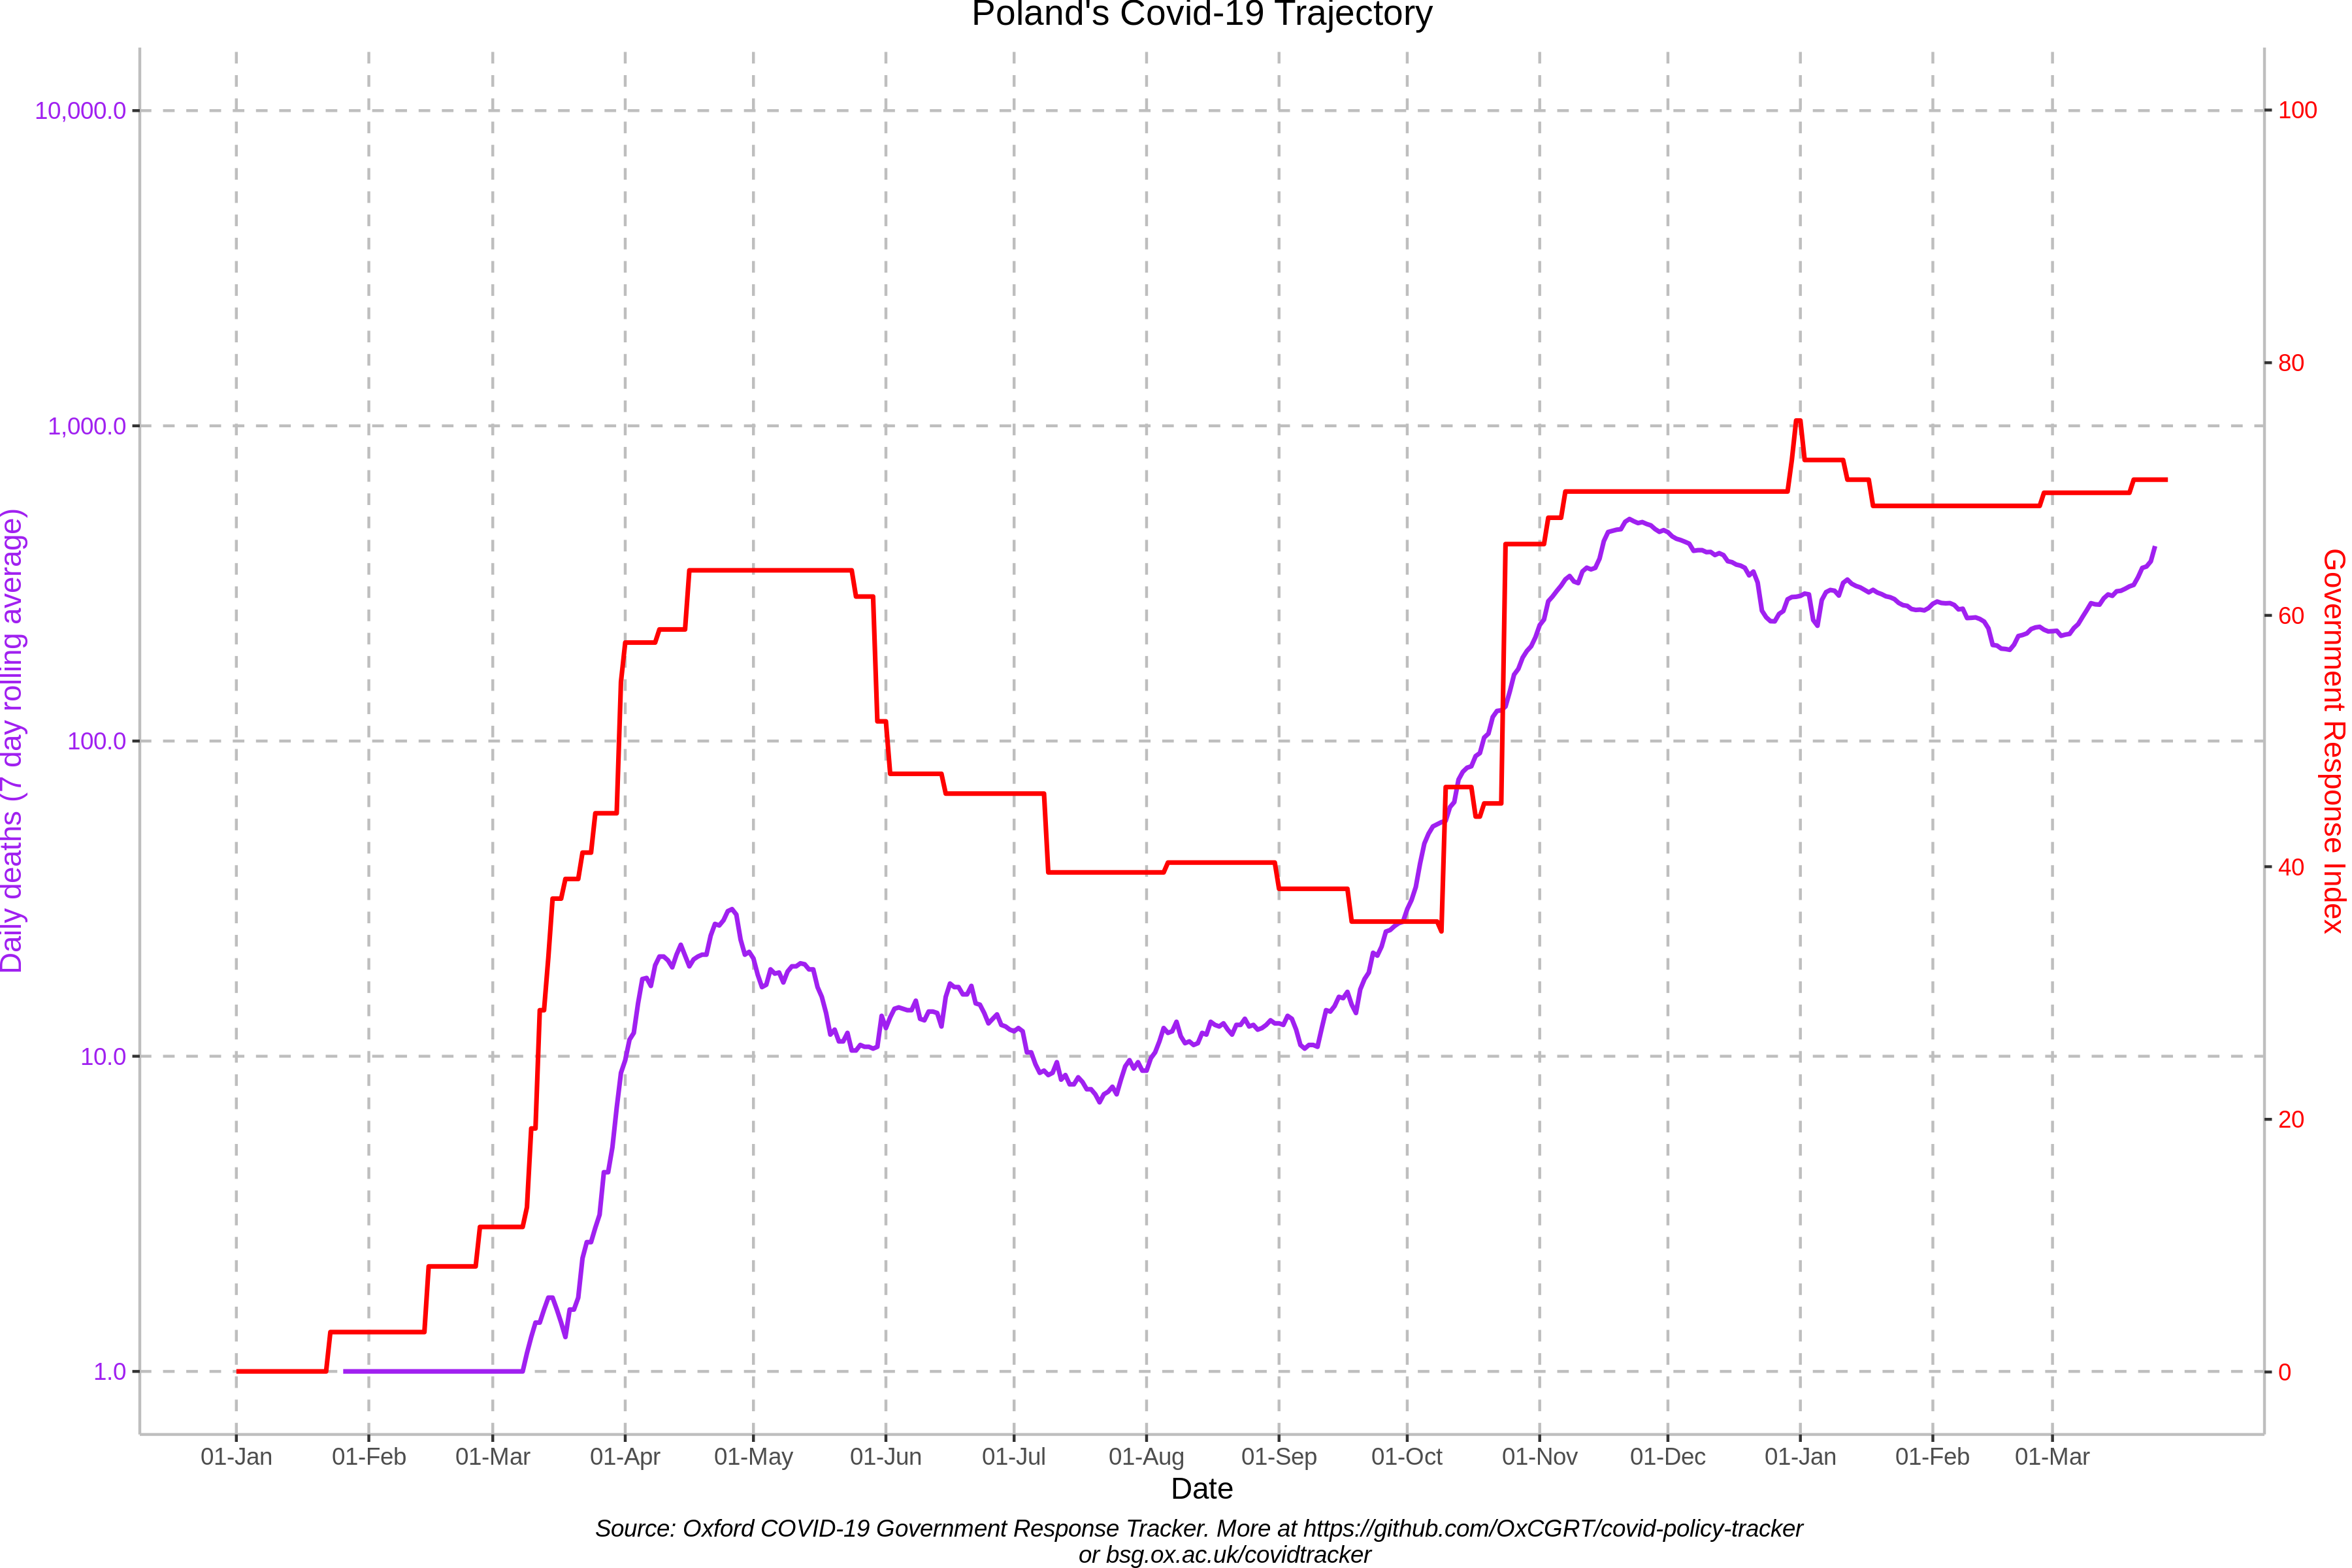 Poland's Covid-19 Trajectory
10,000.0
1,000.0
100.0
10.0
1.0
Daily deaths (7 day rolling average)
100
80
60
40
20
0
Government Response Index
01-Jan 01-Feb 01-Mar 01-Apr 01-May 01-Jun 01-Jul 01-Aug 01-Sep 01-Oct 01-Nov 01-Dec 01-Jan 01-Feb 01-Mar
Date
Source: Oxford COVID-19 Government Response Tracker. More at https://github.com/OxCGRT/covid-policy-tracker
or bsg.ox.ac.uk/covidtracker